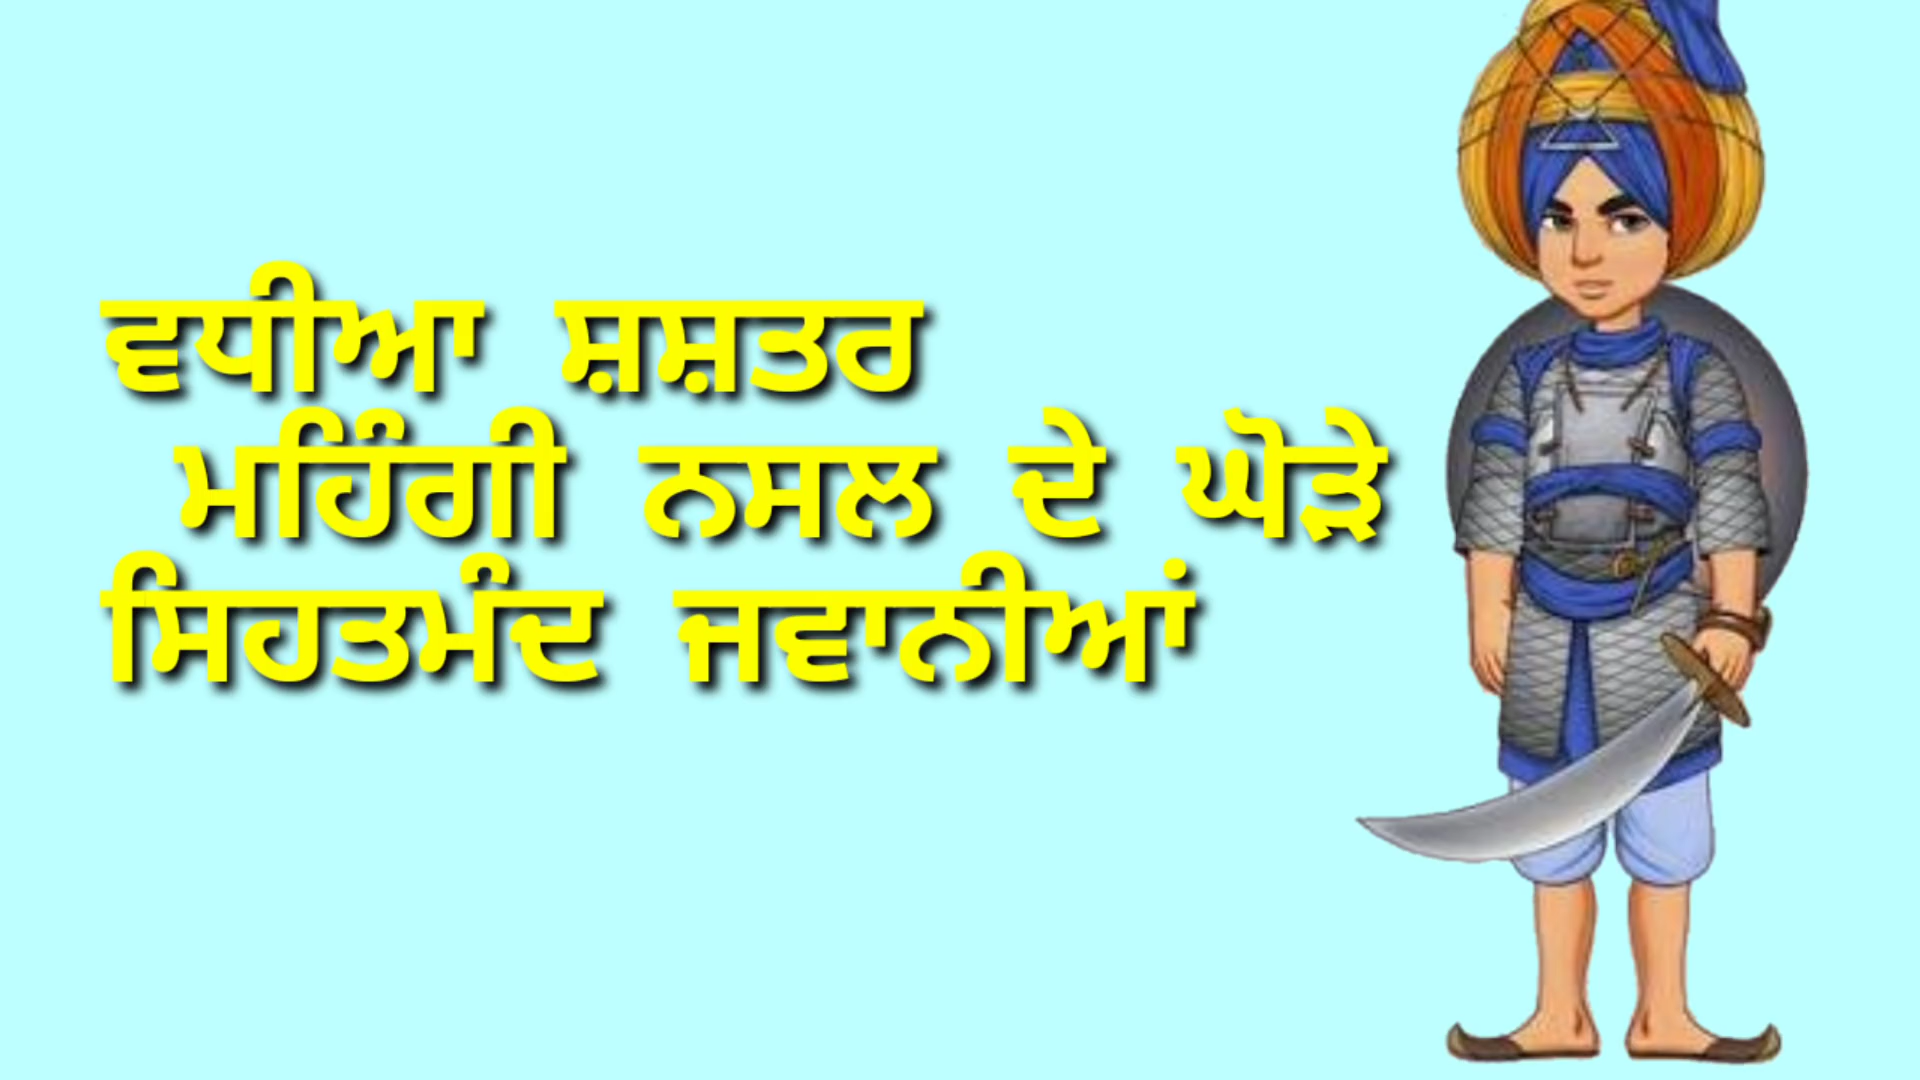 ਵਧੀਆ ਸ਼ਸ਼ਤਰ
ਮਹਿੰਗੀ ਨਸਲ ਦੇ ਘੋੜੇ
ਸਿਹਤਮੰਦ ਜਵਾਨੀਆਂ